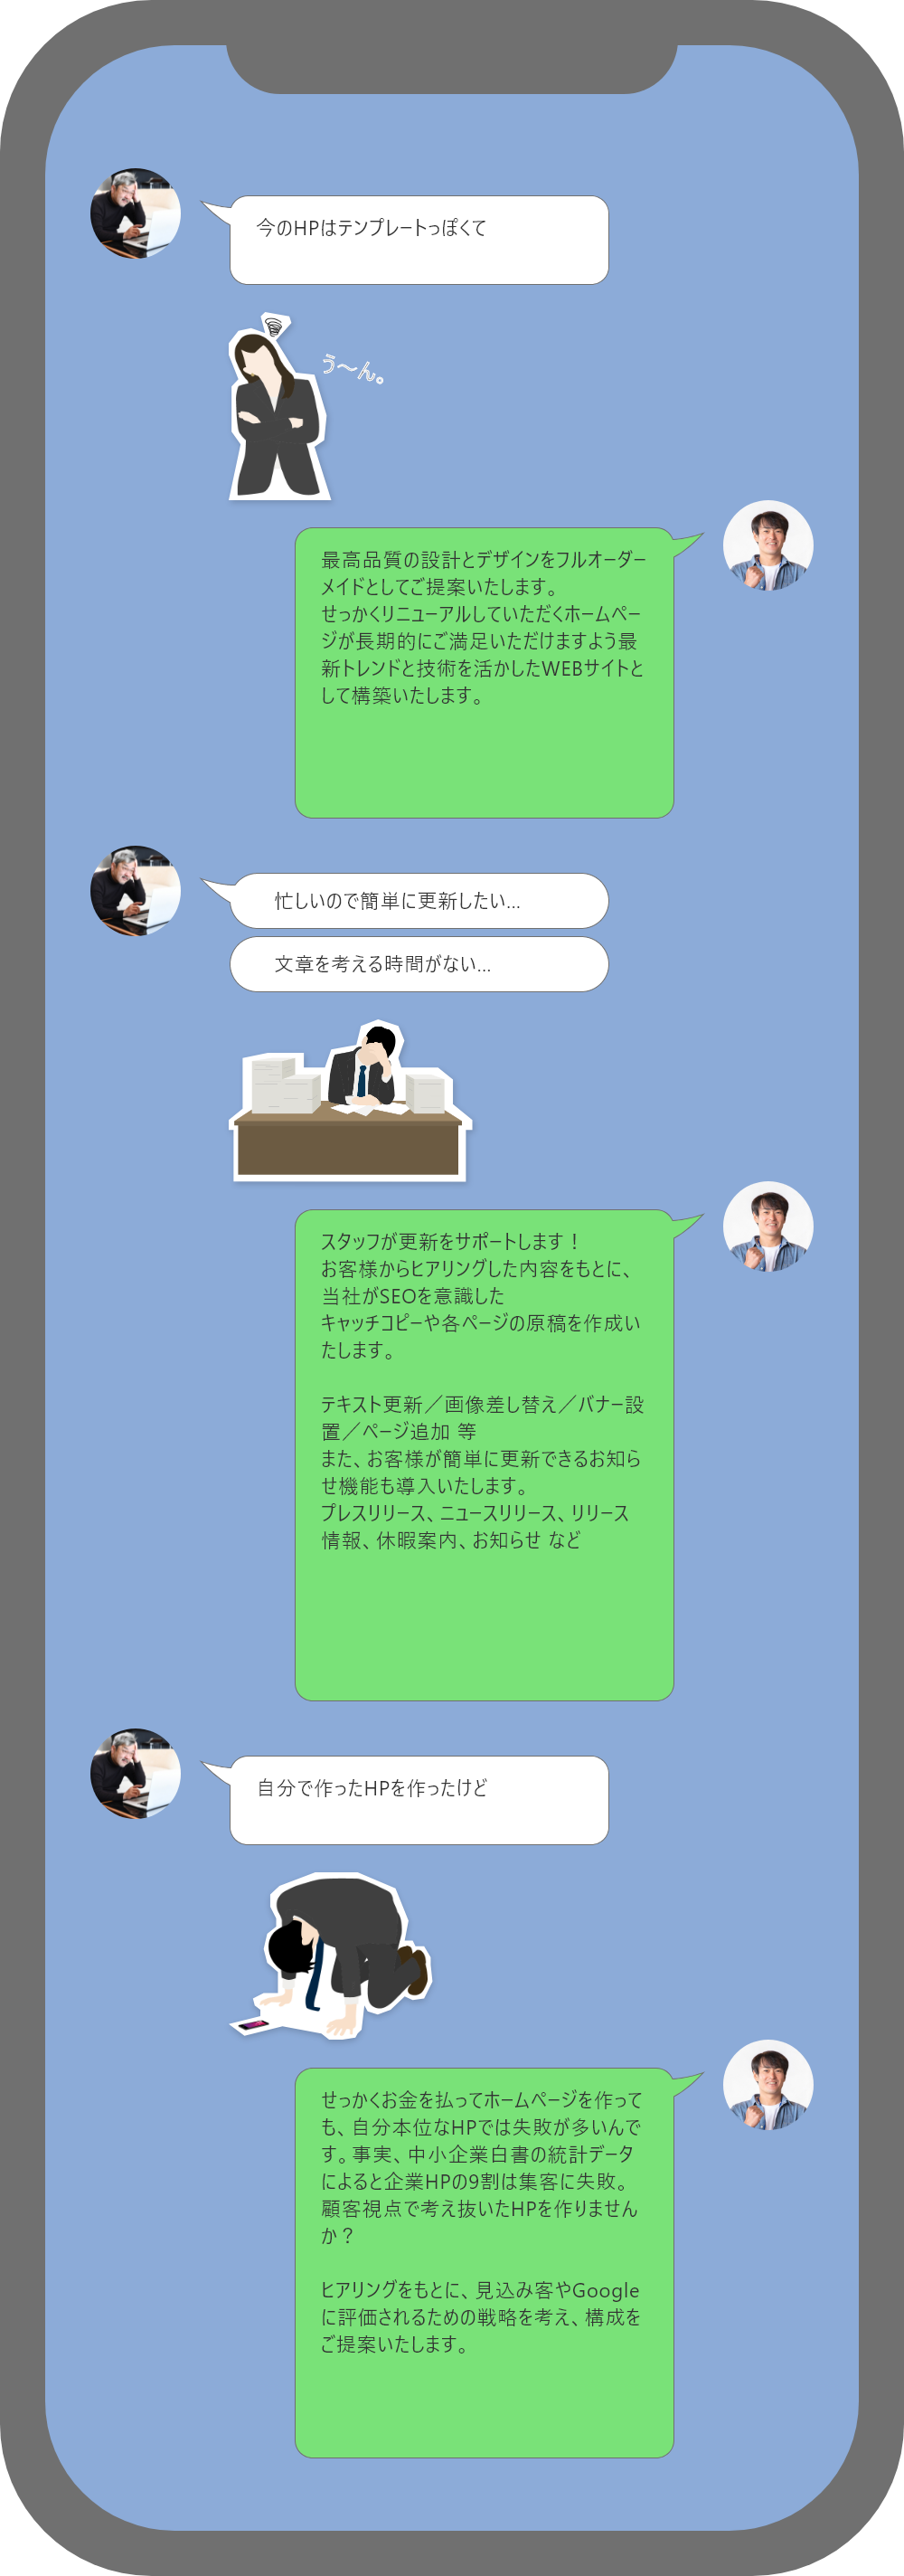 今のHPはテンプレートっぽくて
う〜ん。
最高品質の設計とデザインをフルオーダー
メイドとしてご提案いたします。
せっかくリニューアルしていただくホームペー
ジが長期的にご満足いただけますよう最
新トレンドと技術を活かしたWEBサイトと
して構築いたします。
忙しいので簡単に更新したい...
文章を考える時間がない...
スタッフが更新をサポートします！
お客様からヒアリングした内容をもとに、
当社がSEOを意識した
キャッチコピーや各ページの原稿を作成い
たします。
テキスト更新／画像差し替え／バナー設
置／ページ追加 等
また、お客様が簡単に更新できるお知ら
せ機能も導入いたします。
プレスリリース、ニュースリリース、リリース
情報、休暇案内、お知らせ など
自分で作ったHPを作ったけど
せっかくお金を払ってホームページを作って
も、自分本位なHPでは失敗が多いんで
す。事実、中小企業白書の統計データ
によると企業HPの9割は集客に失敗。
顧客視点で考え抜いたHPを作りません
か？
ヒアリングをもとに、見込み客やGoogle
に評価されるための戦略を考え、構成を
ご提案いたします。